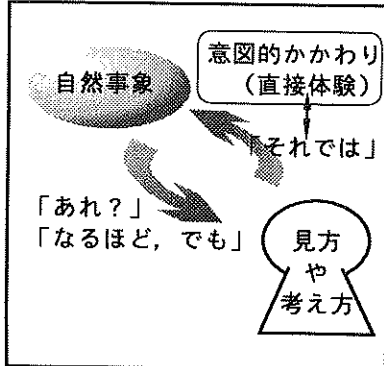 意図的かかわり
(直接体験)
自然事象
「それでは」
「あれ?」
「なるほど,でも」
見方
や
考え方